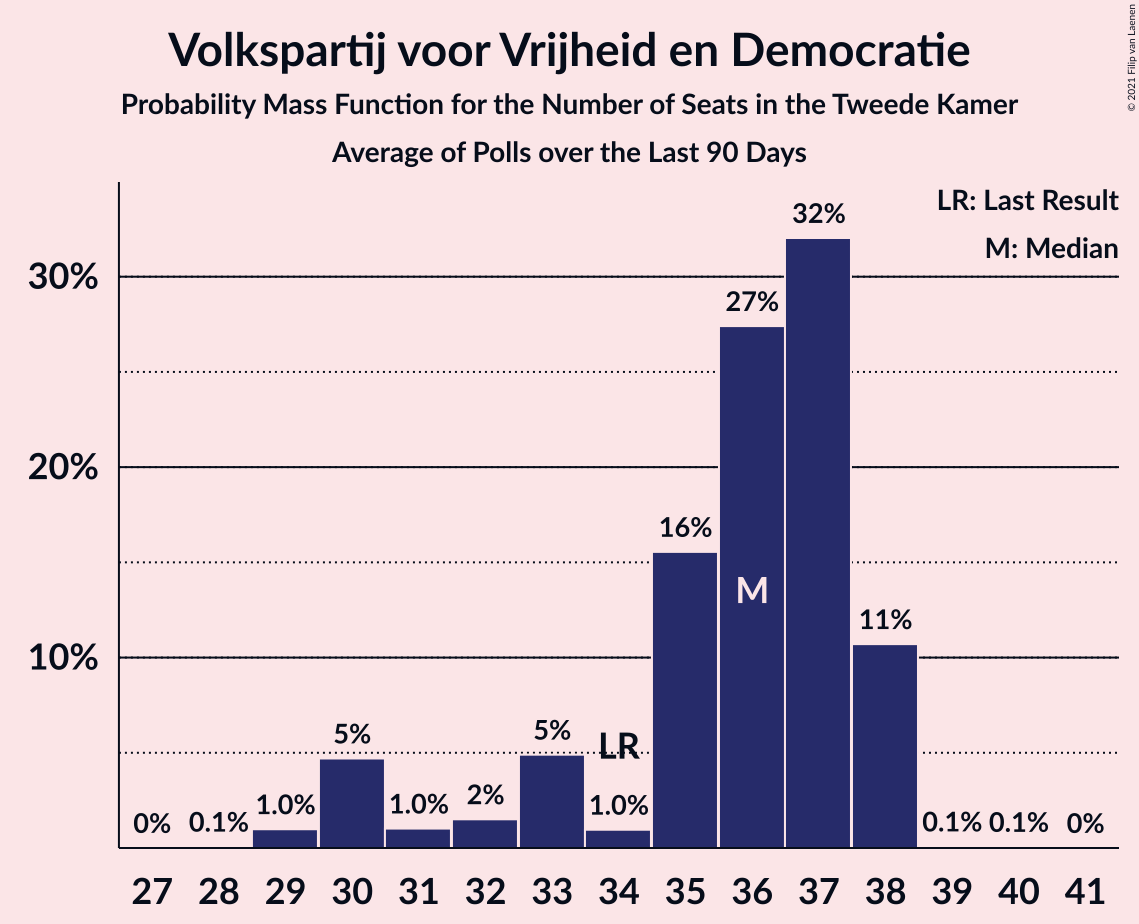 Volkspartij voor Vrijheid en Democratie
Probability Mass Function for the Number of Seats in the Tweede Kamer
Average of Polls over the Last 90 Days
© 2021 Filip van Laenen
LR: Last Result
M: Median
30%
20%
10%
0%
0.1%
1.0%
5%
1.0%
2%
5%
LR
1.0%
16%
27%
M
32%
11%
0.1%
0.1%
0%
27 28 29 30 31 32 33 34 35 36 37 38 39 40 41